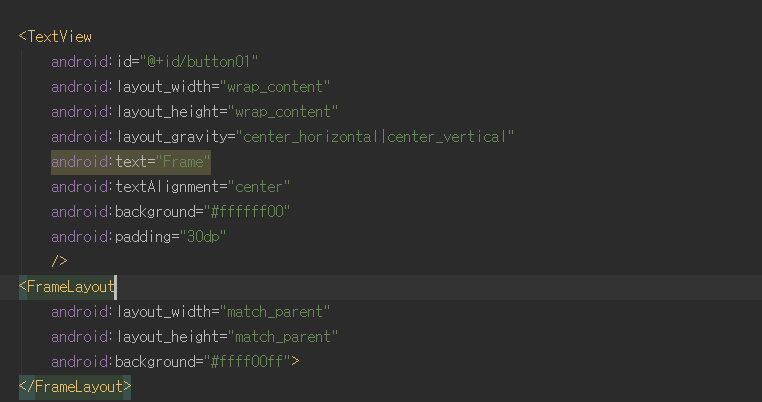 <TextView
    android:id="@+id/button01"
    android:layout_width="wrap_content"
    android:layout_height="wrap_content"
    android:layout_gravity="center_horizontal|center_vertical"
    android:text="Frame"
    android:textAlignment="center"
    android:background="#ffffff00"
    android:padding="30dp"
    />
<FrameLayout
    android:layout_width="match_parent"
    android:layout_height="match_parent"
    android:background="#ffff00ff">
</FrameLayout>